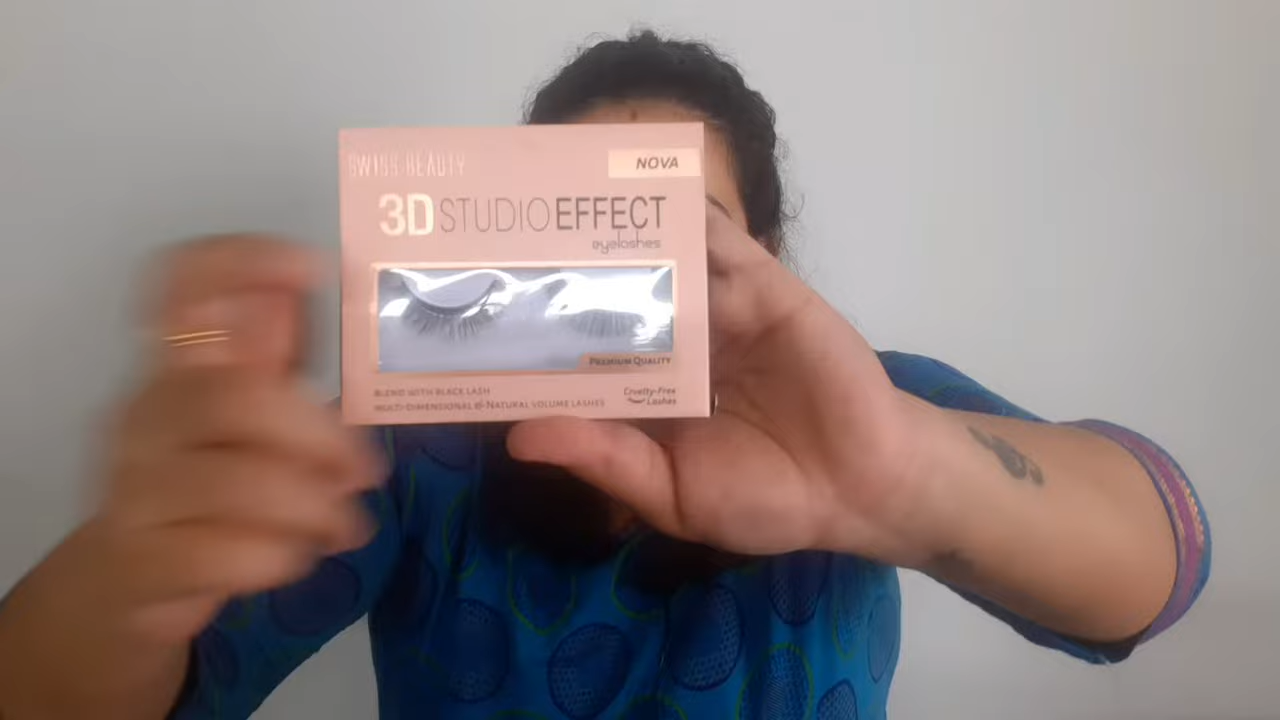 SWISS BEAUTY
NOVA
3D STUDIO EFFECT
eyelashes
PREMIUM QUALITY
BLEND WITH BLACK LASH
MULTI-DIMENSIONAL & NATURAL VOLUME LASHES
Cruelty-Free
Lashes